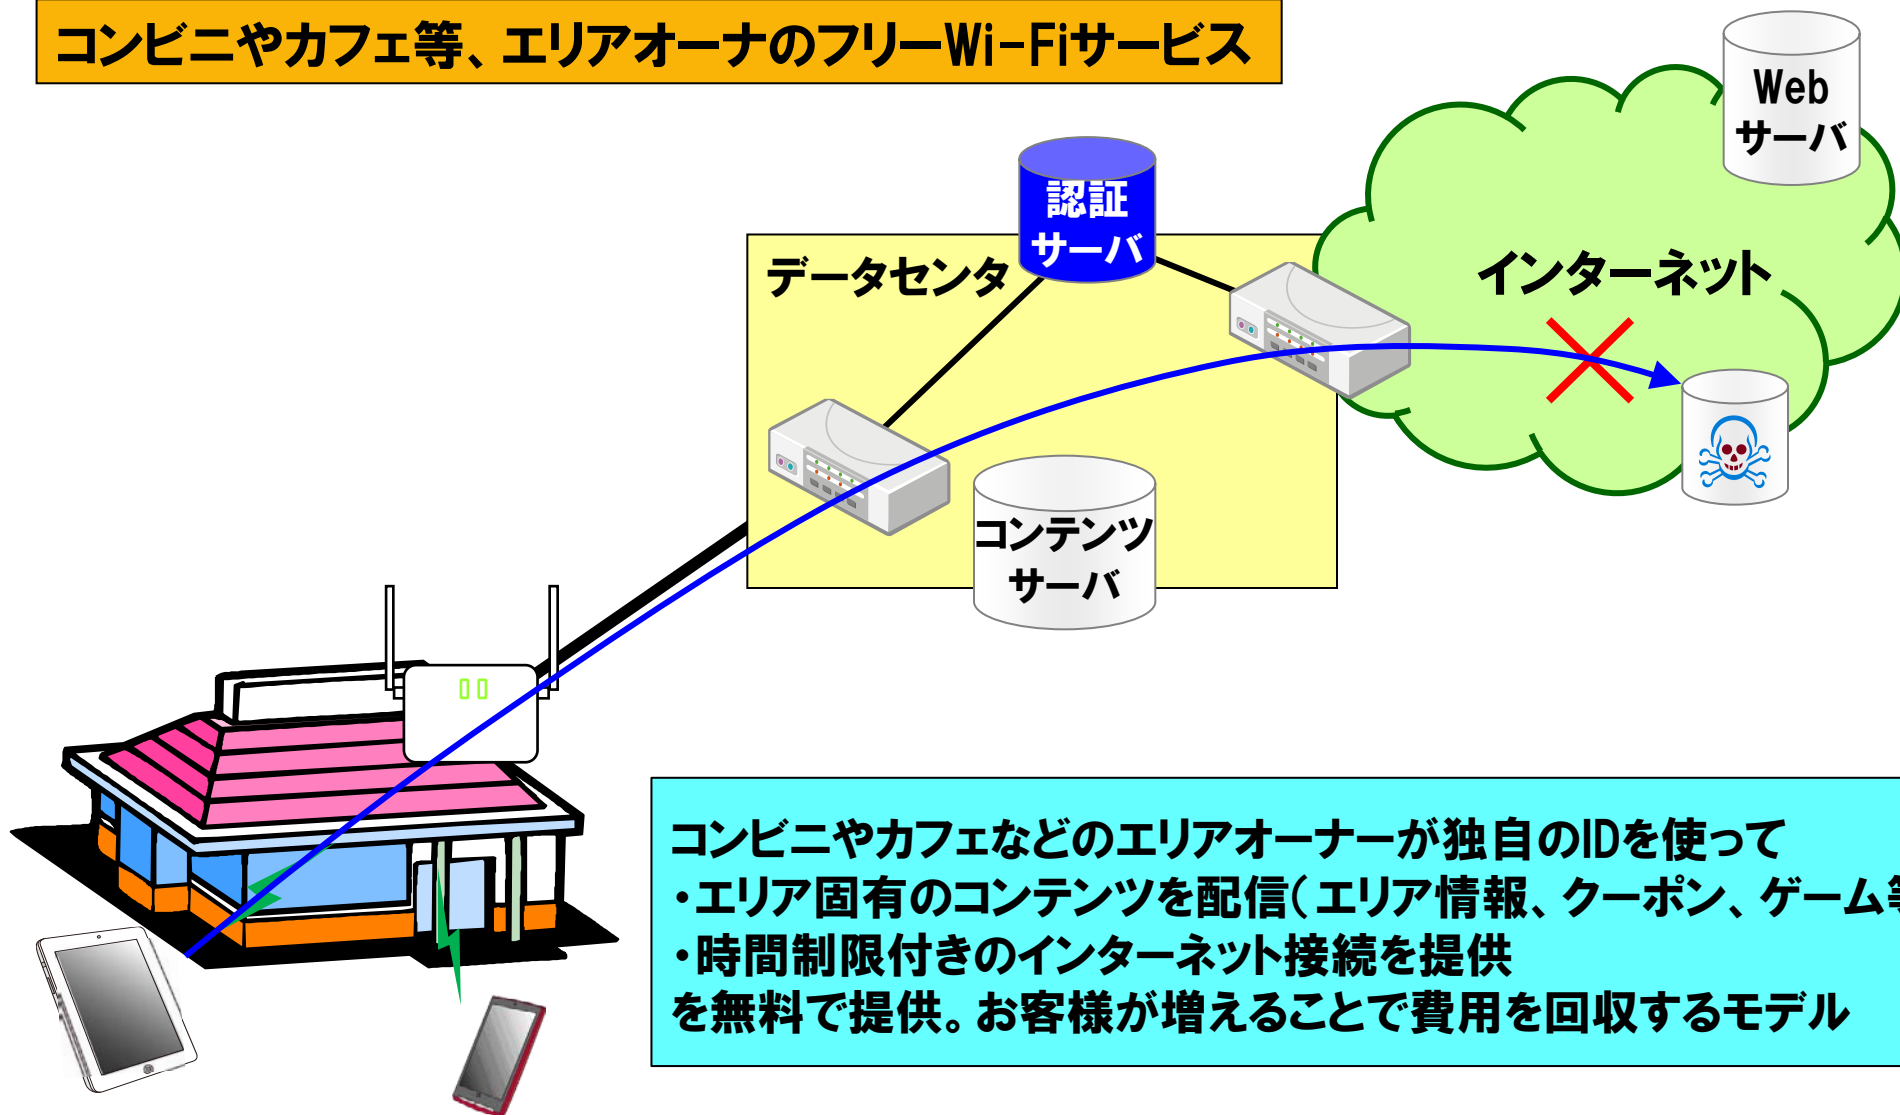 コンビニやカフェ等、エリアオーナのフリーWi-Fiサービス
Web
サーバ
認証
サーバ
データセンタ
インターネット
コンテンツ
サーバ
コンビニやカフェなどのエリアオーナーが独自のIDを使って
・エリア固有のコンテンツを配信(エリア情報、クーポン、ゲーム等
・時間制限付きのインターネット接続を提供
を無料で提供。お客様が増えることで費用を回収するモデル